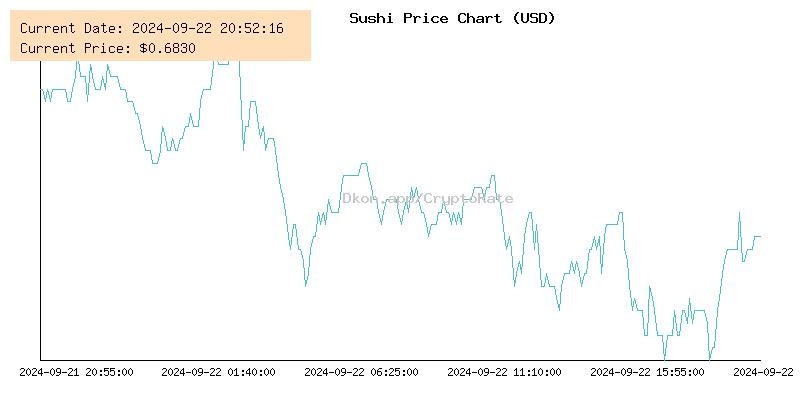 Sushi Price Chart (USD)
Current Date: 2024-09-22 20:52:16
Current Price: $0.6830
Dkon.app/CryptoRate
2024-09-21 20:55:00 2024-09-22 01:40:00 2024-09-22 06:25:00 2024-09-22 11:10:00 2024-09-22 15:55:00 2024-09-22